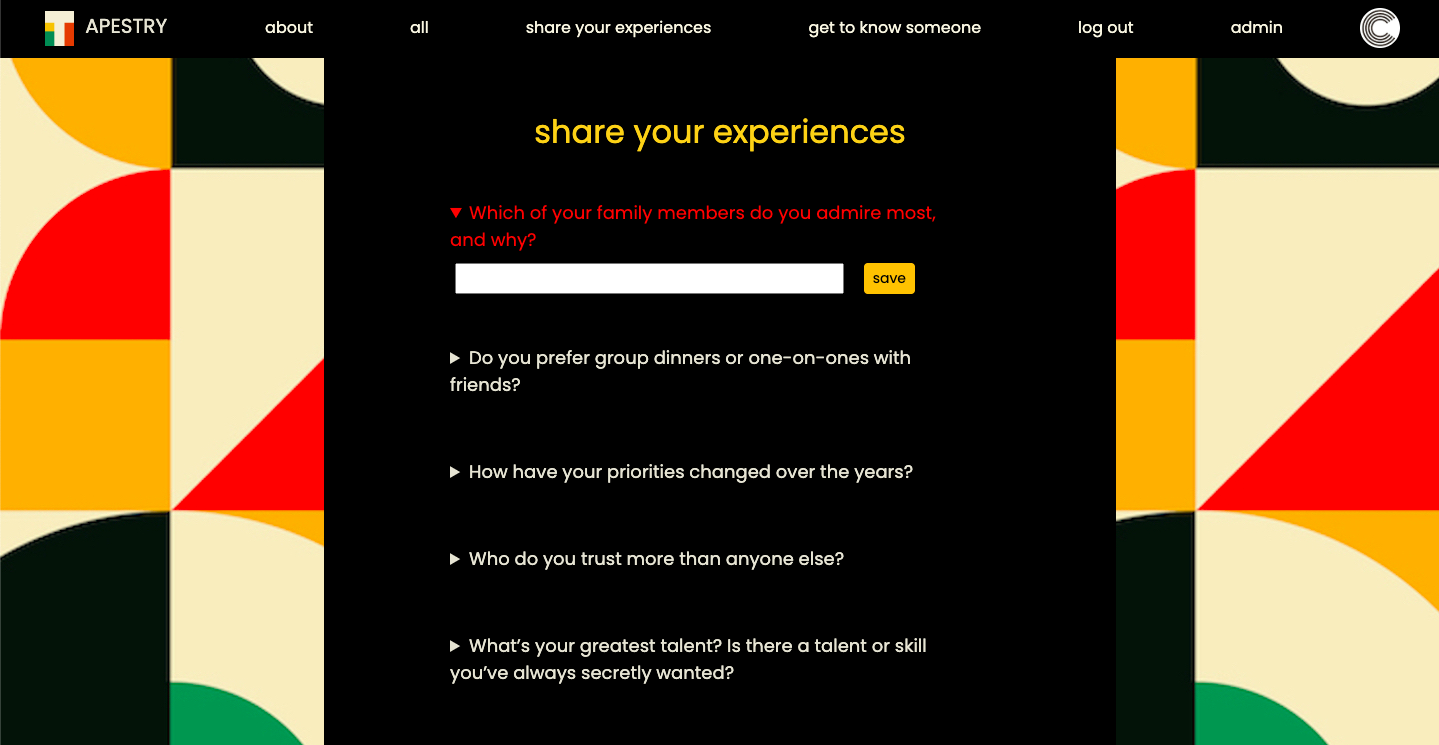 TAPESTRY
about
all
share your experiences
get to know someone
log out
admin
share your experiences
Which of your family members do you admire most,
and why?
save
Do you prefer group dinners or one-on-ones with
friends?
How have your priorities changed over the years?
Who do you trust more than anyone else?
What’s your greatest talent? Is there a talent or skill
you’ve always secretly wanted?